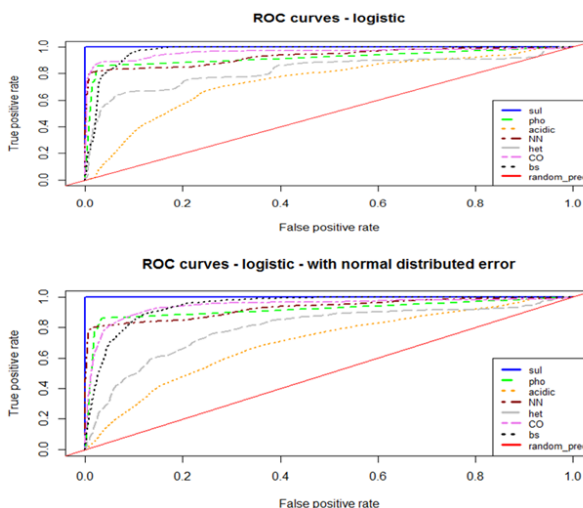 ROC curves - logistic
True positive rate
1.0
0.8
0.6
0.4
0.2
0.0
sul
pho
acidic
NN
het
CO
bs
random_pred
0.0 0.2 0.4 0.6 0.8 1.0
False positive rate
ROC curves - logistic - with normal distributed error
True positive rate
1.0
0.8
0.6
0.4
0.2
0.0
sul
pho
acidic
NN
het
CO
bs
random_pred
0.0 0.2 0.4 0.6 0.8 1.0
False positive rate